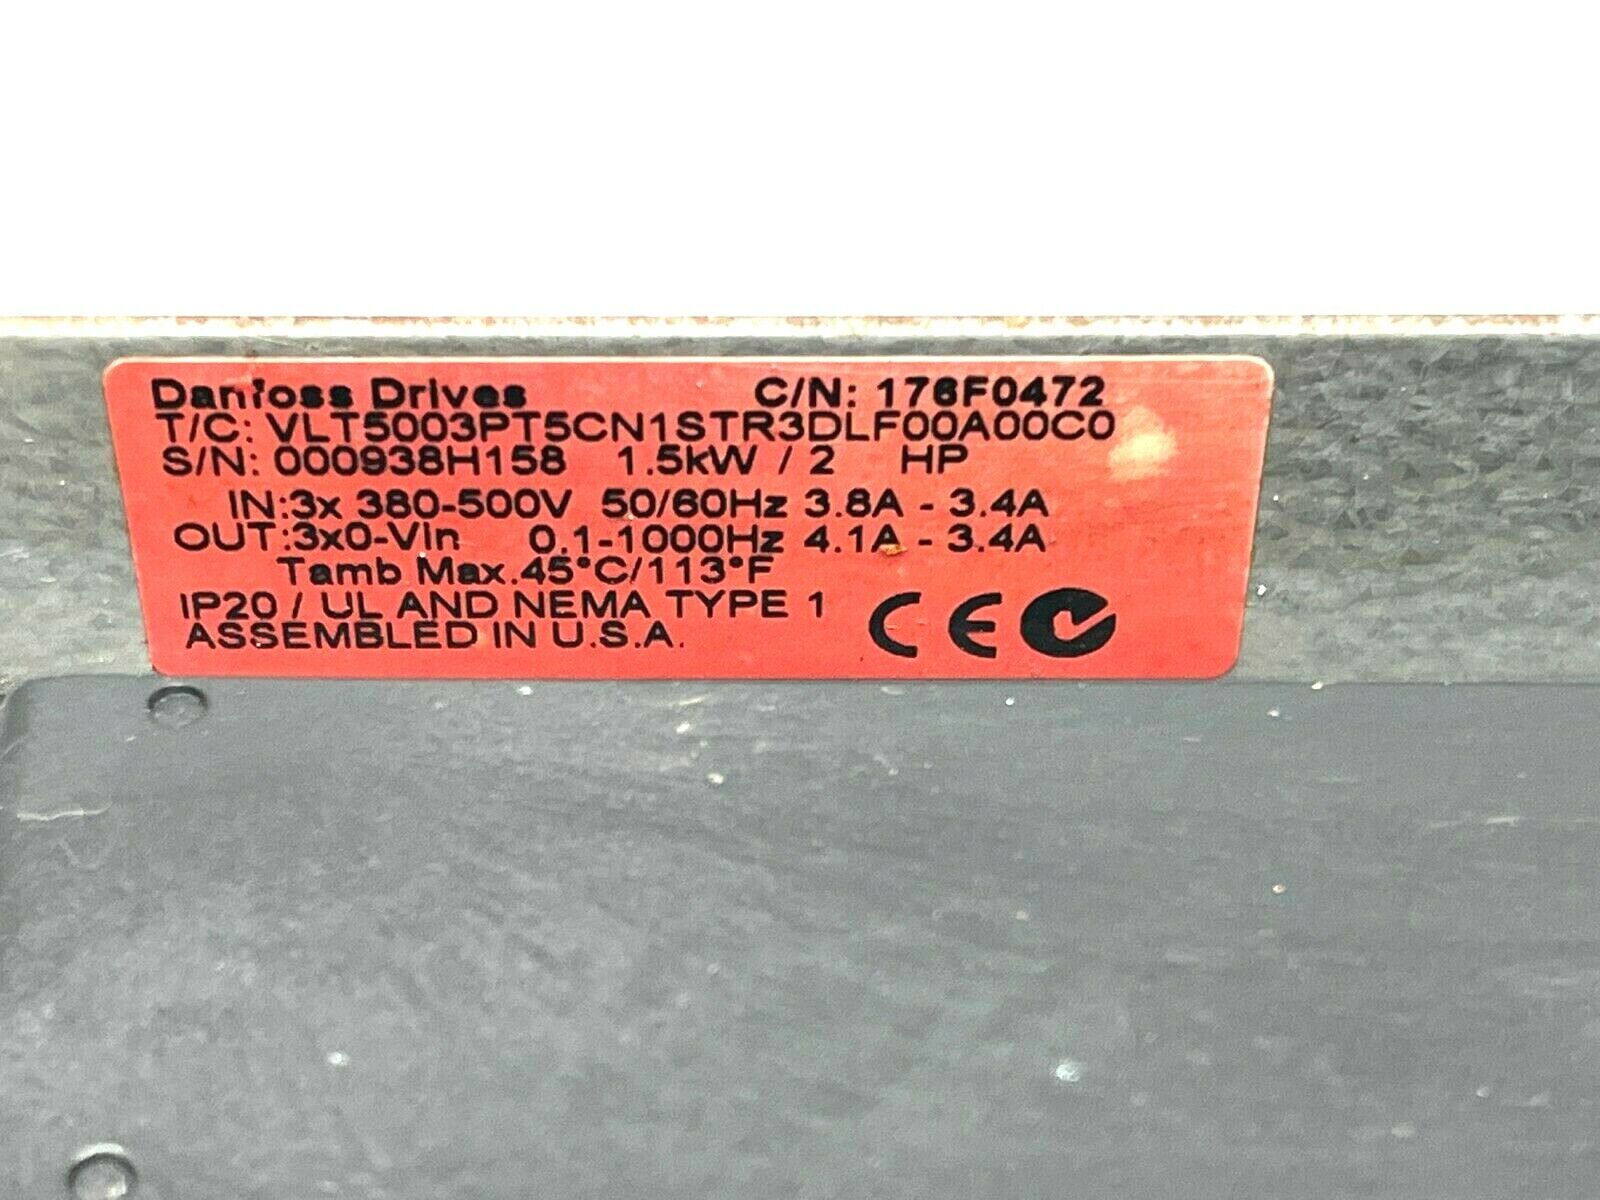 Danfoss Drives C/N: 176F0472
T/C: VLT5003PT5CN1STR3DLF00A00C0
S/N: 000938H158 1.5kW / 2 HP
IN:3x 380-500V 50/60Hz 3.8A - 3.4A
OUT:3x0-Vin 0.1-1000Hz 4.1A - 3.4A
Tamb Max.45°C/113°F
IP20 / UL AND NEMA TYPE 1
ASSEMBLED IN U.S.A.
CE